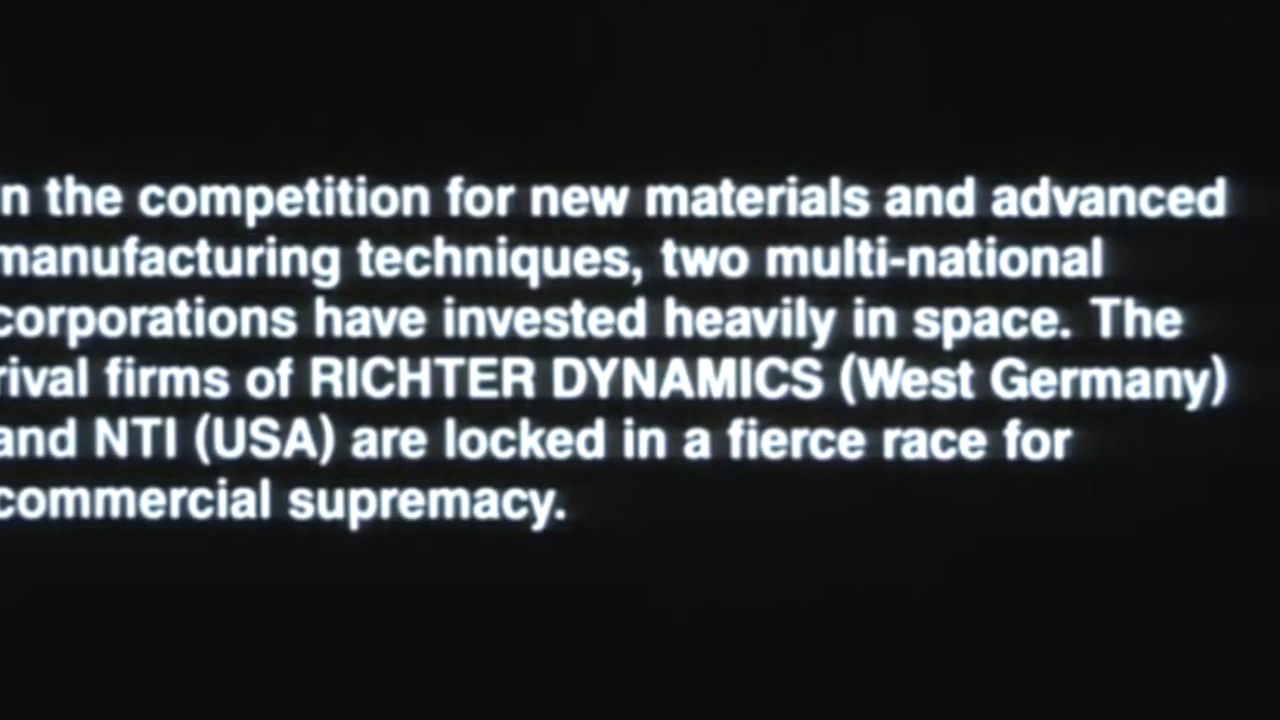 n the competition for new materials and advanced
manufacturing techniques, two multi-national
corporations have invested heavily in space. The
rival firms of RICHTER DYNAMICS (West Germany)
and NTI (USA) are locked in a fierce race for
commercial supremacy.